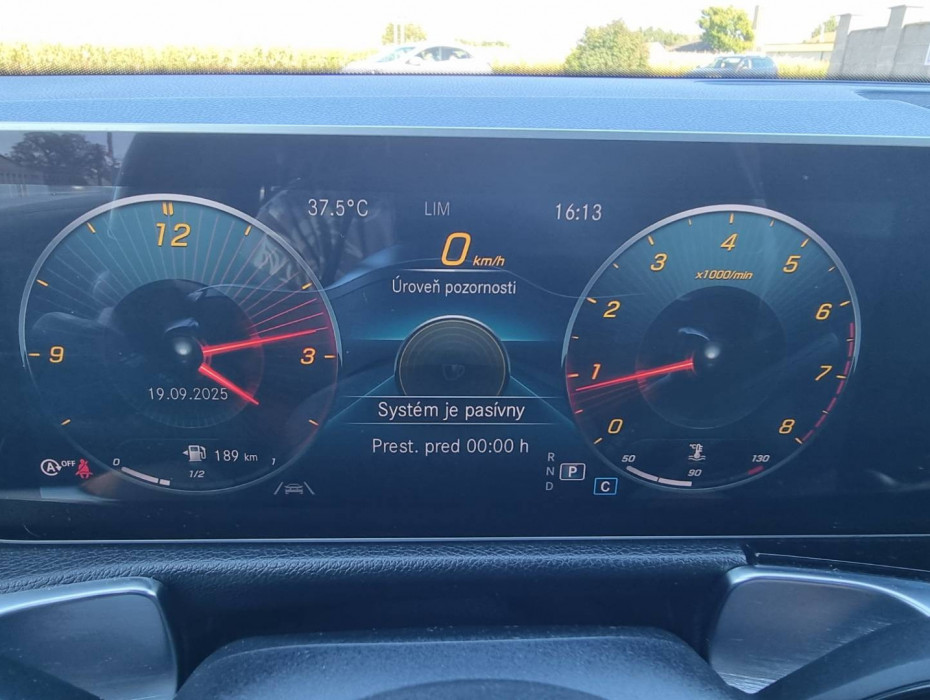 37.5°C LIM 16:13
0 km/h
Úroveň pozornosti
Systém je pasívny
Prest. pred 00:00 h
12
3
9
19.09.2025
189 km
0 1/2 1
A OFF
0
1
2
3
4
5
6
7
8
x1000/min
50 90 130
R
N P
D
C